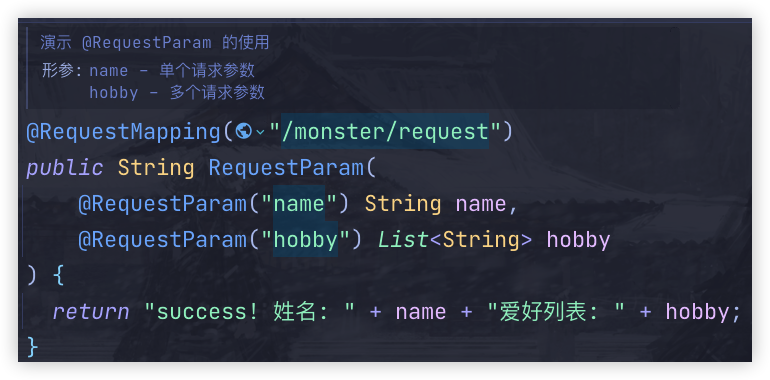 演示 @RequestParam 的使用
形参: name – 单个请求参数
hobby – 多个请求参数
@RequestMapping("/monster/request")
public String RequestParam(
@RequestParam("name") String name,
@RequestParam("hobby") List<String> hobby
) {
return "success! 姓名: " + name + "爱好列表: " + hobby;
}